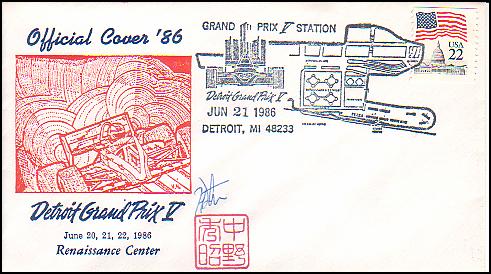 Official Cover '86
Detroit Grand Prix V
June 20, 21, 22, 1986
Renaissance Center
GRAND PRIX V STATION
Detroit Grand Prix V
JUN 21 1986
DETROIT, MI 48233
USA
22
中野
秀昭